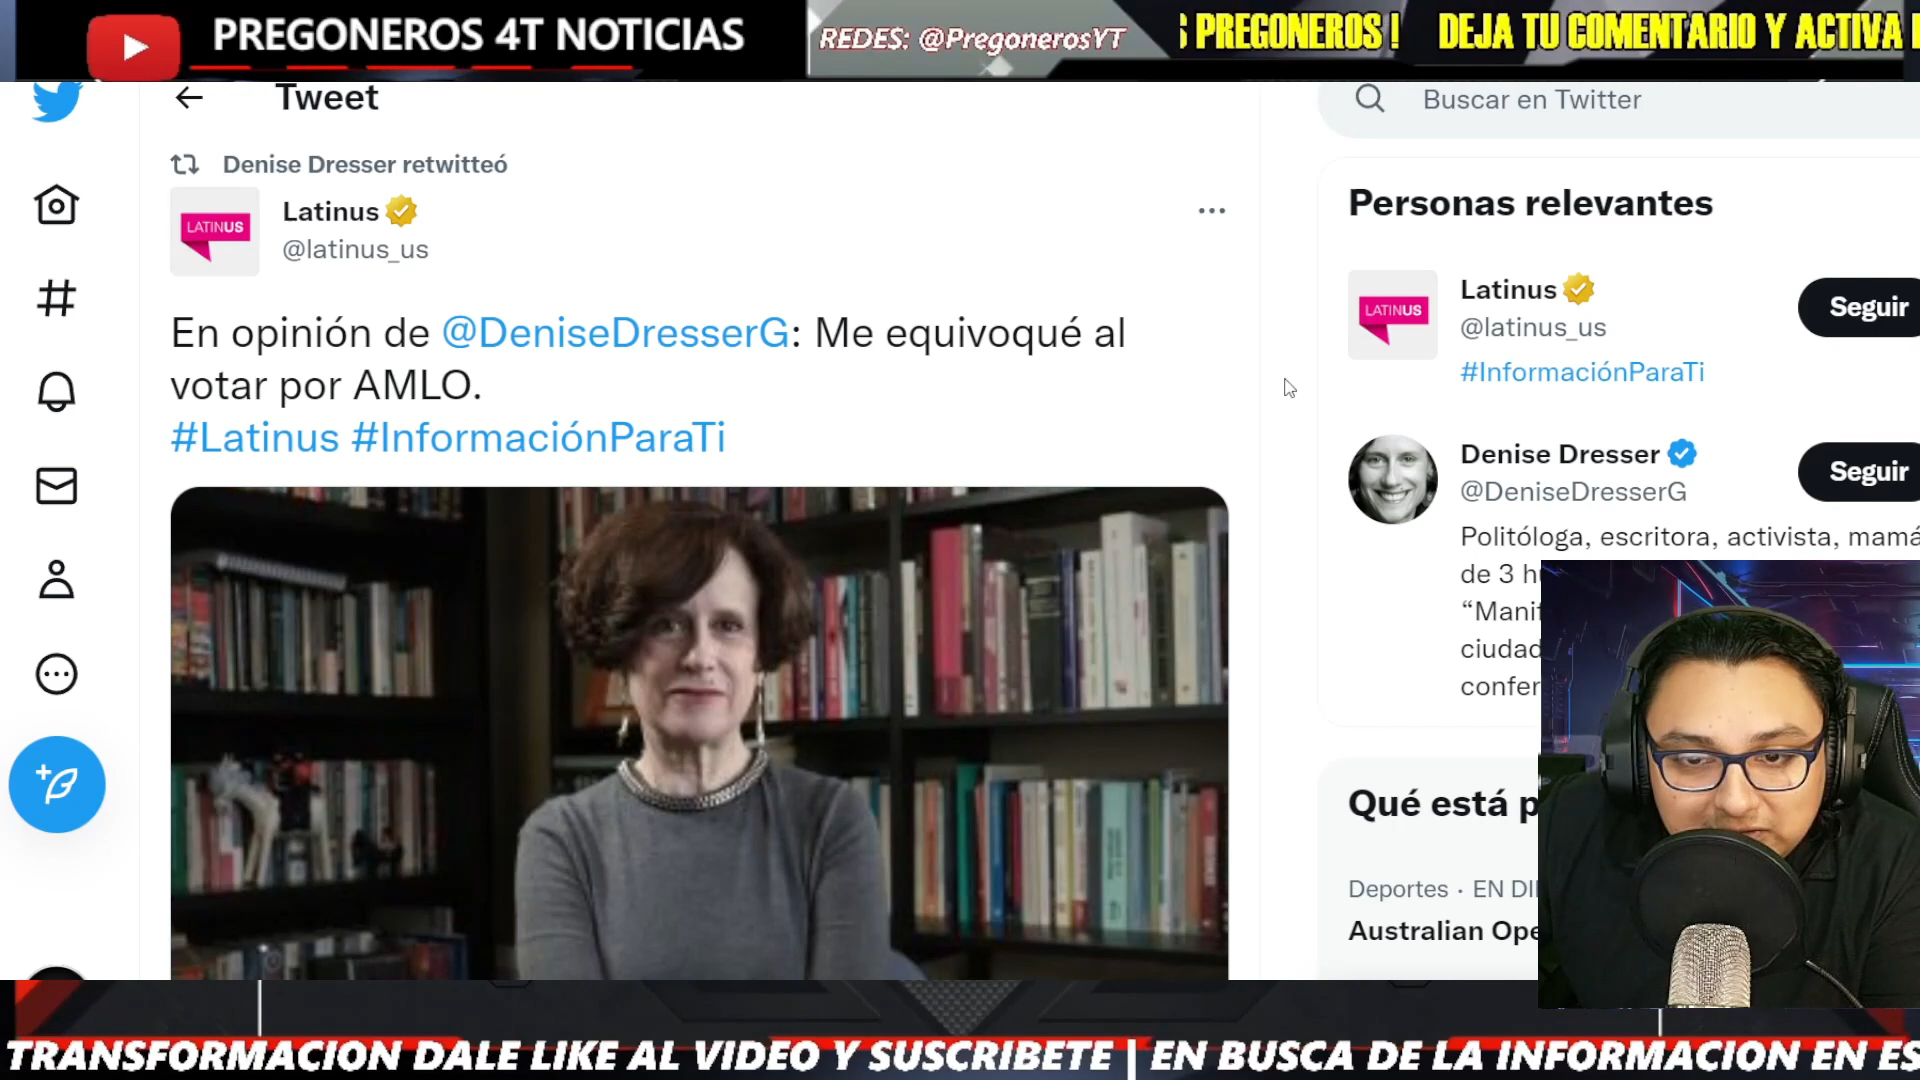 PREGONEROS 4T NOTICIAS
REDES: @PregonerosYT
PREGONEROS !
DEJA TU COMENTARIO Y ACTIVA
Tweet
Buscar en Twitter
Denise Dresser retwitteó
Latinus
@latinus_us
LATINUS
En opinión de @DeniseDresserG: Me equivoqué al
votar por AMLO.
#Latinus #InformaciónParaTi
Personas relevantes
LATINUS
Latinus
@latinus_us
#InformaciónParaTi
Seguir
Denise Dresser
@DeniseDresserG
Seguir
Politóloga, escritora, activista, mamá
de 3 h
“Manif
ciudad
confer
Qué está p
Deportes · EN DI
Australian Ope
TRANSFORMACION DALE LIKE AL VIDEO Y SUSCRIBETE | EN BUSCA DE LA INFORMACION EN ES